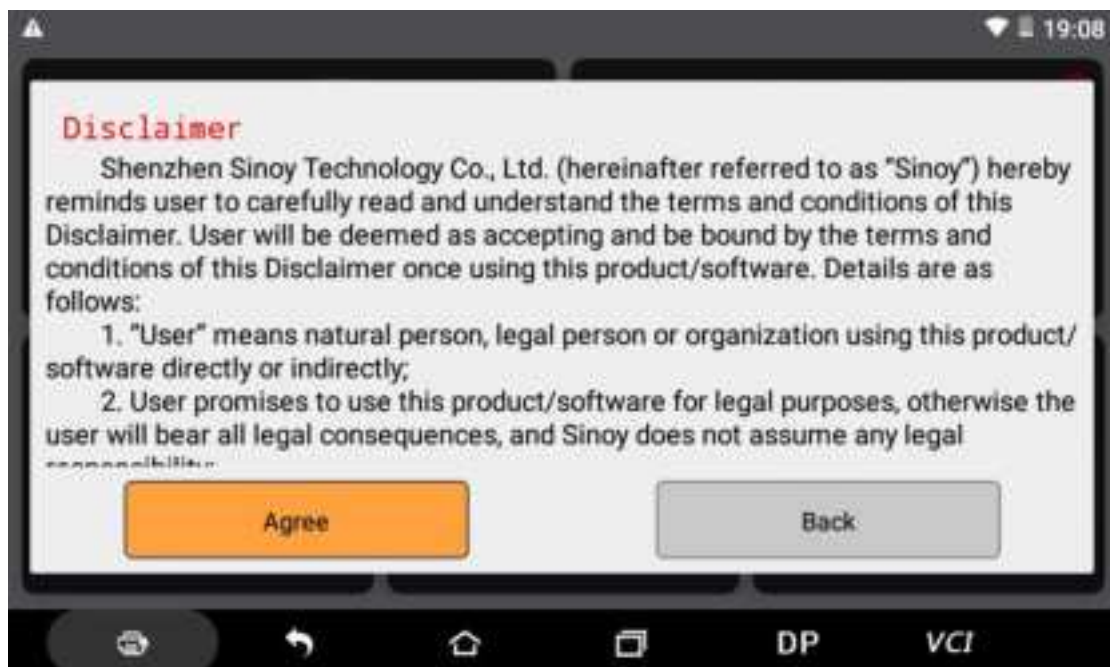 19:08
Disclaimer
Shenzhen Sinoy Technology Co., Ltd. (hereinafter referred to as "Sinoy") hereby
reminds user to carefully read and understand the terms and conditions of this
Disclaimer. User will be deemed as accepting and be bound by the terms and
conditions of this Disclaimer once using this product/software. Details are as
follows:
1. "User" means natural person, legal person or organization using this product/
software directly or indirectly;
2. User promises to use this product/software for legal purposes, otherwise the
user will bear all legal consequences, and Sinoy does not assume any legal
Agree
Back
DP
VCI